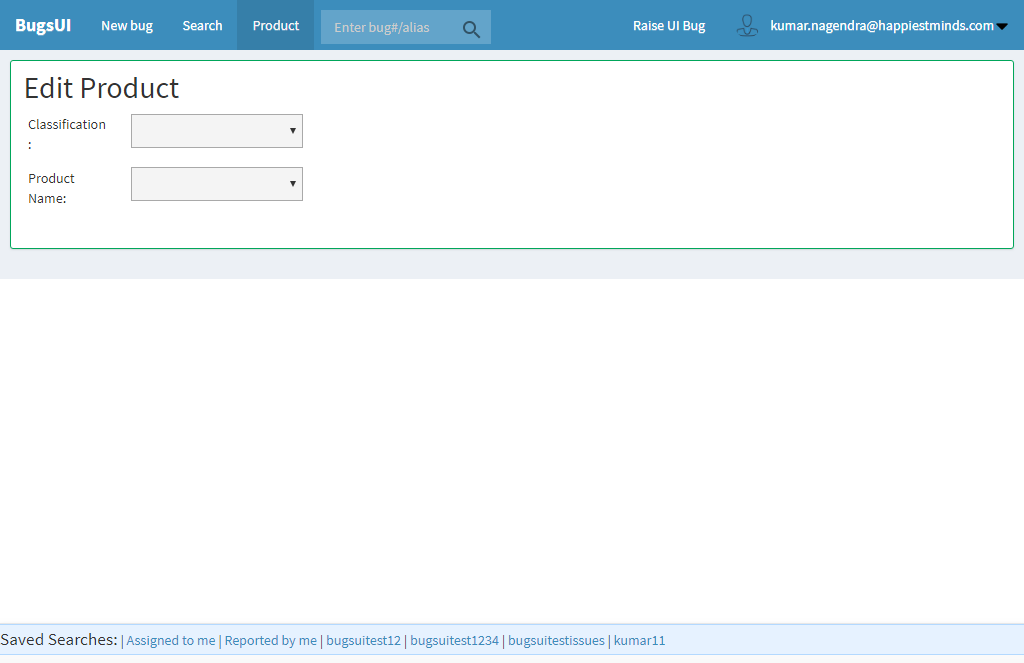 BugsUI New bug Search Product Enter bug#/alias Raise UI Bug kumar.nagendra@happiestminds.com
Edit Product
Classification
:
Product
Name:
Saved Searches: | Assigned to me | Reported by me | bugsuitest12 | bugsuitest1234 | bugsuitestissues | kumar11